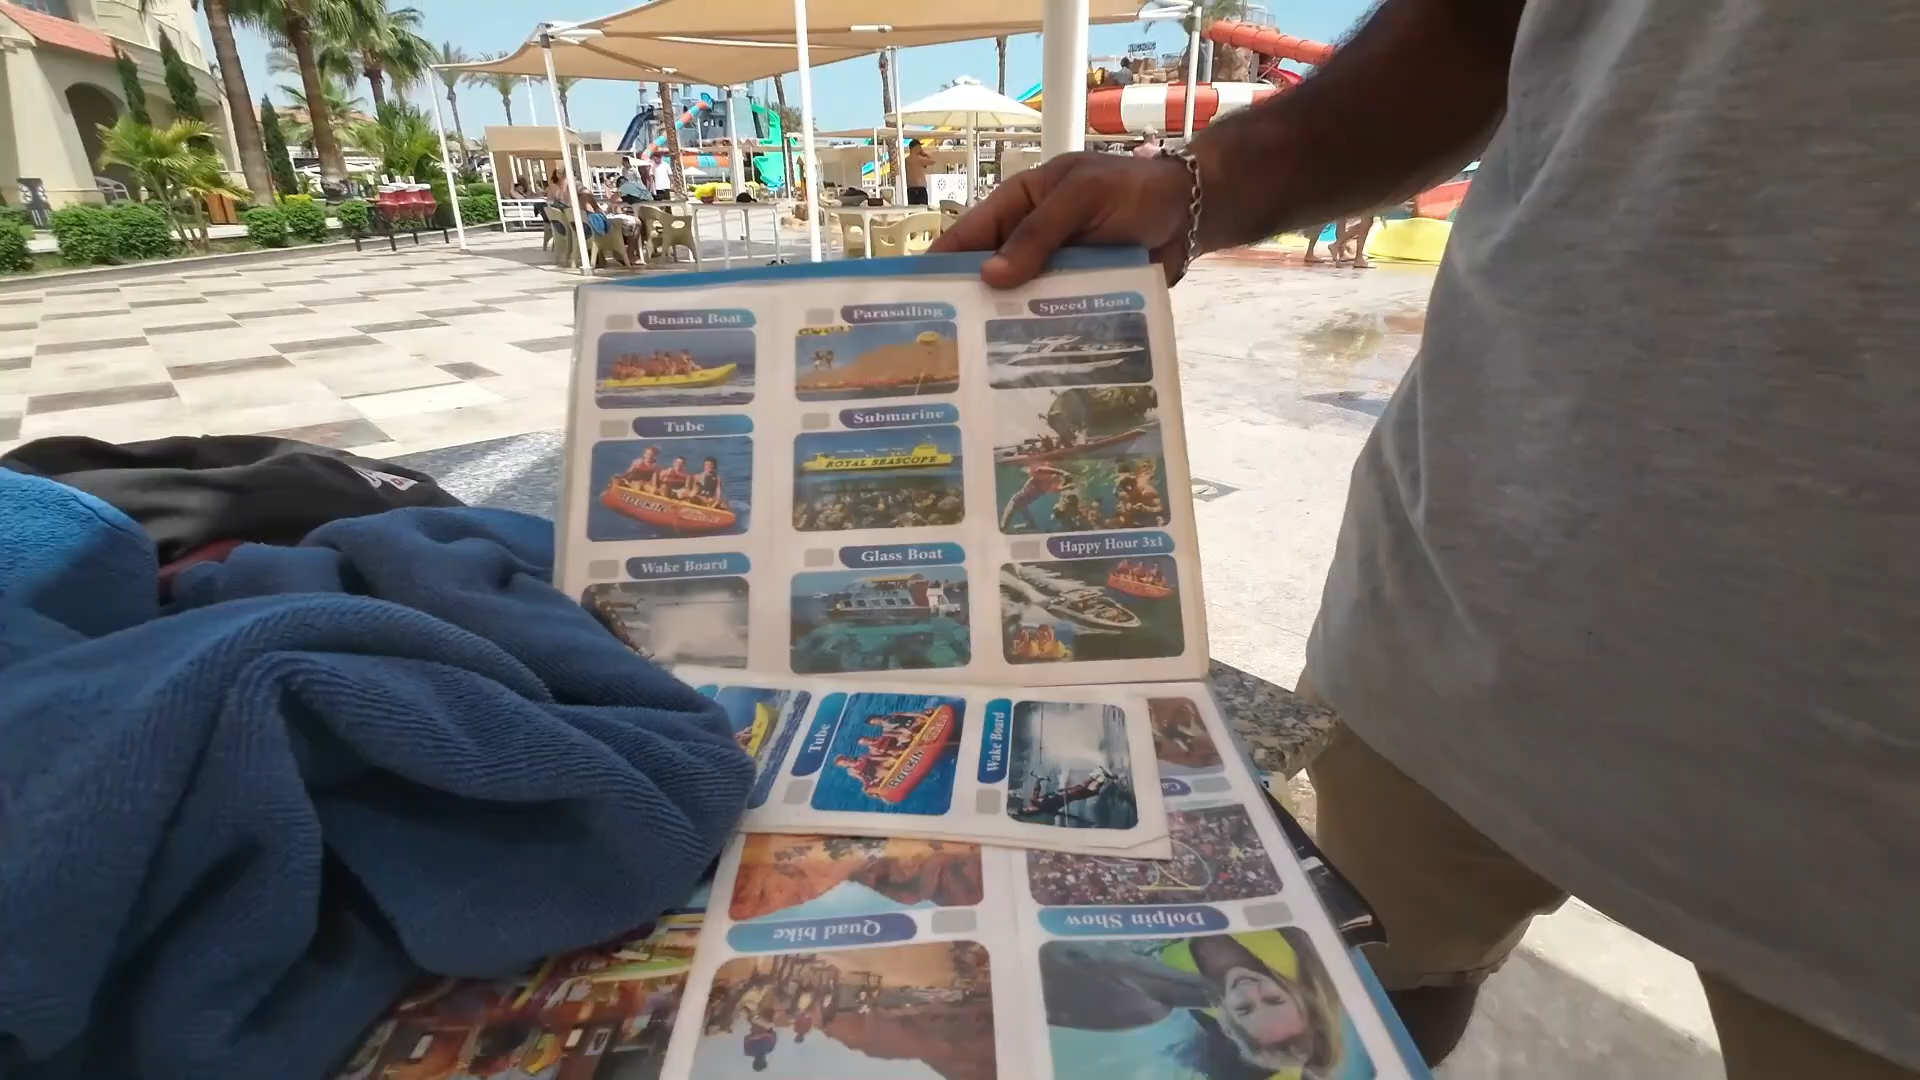 Banana Boat
Parasailing
Speed Boat
Tube
Submarine
ROYAL SEASCOPE
Wake Board
Glass Boat
Happy Hour 3x1
Tube
Wake Board
Quad bike
Dolpin Show